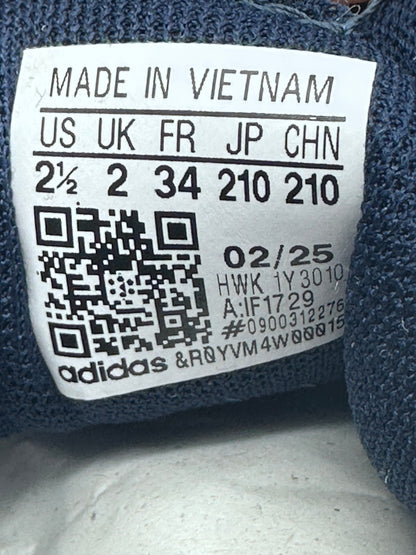 MADE IN VIETNAM
US UK FR JP CHN
2½ 2 34 210 210
02/25
HWK 1Y3010
A:IF1729
#0900312276
adidas &R0YVM4W00015